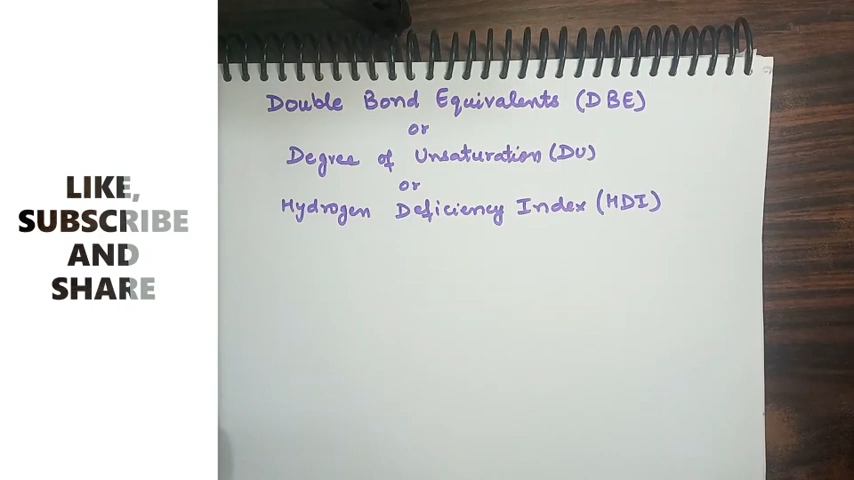 LIKE,
SUBSCRIBE
AND
SHARE
Double Bond Equivalents (DBE)
or
Degree of Unsaturation (DU)
or
Hydrogen Deficiency Index (HDI)